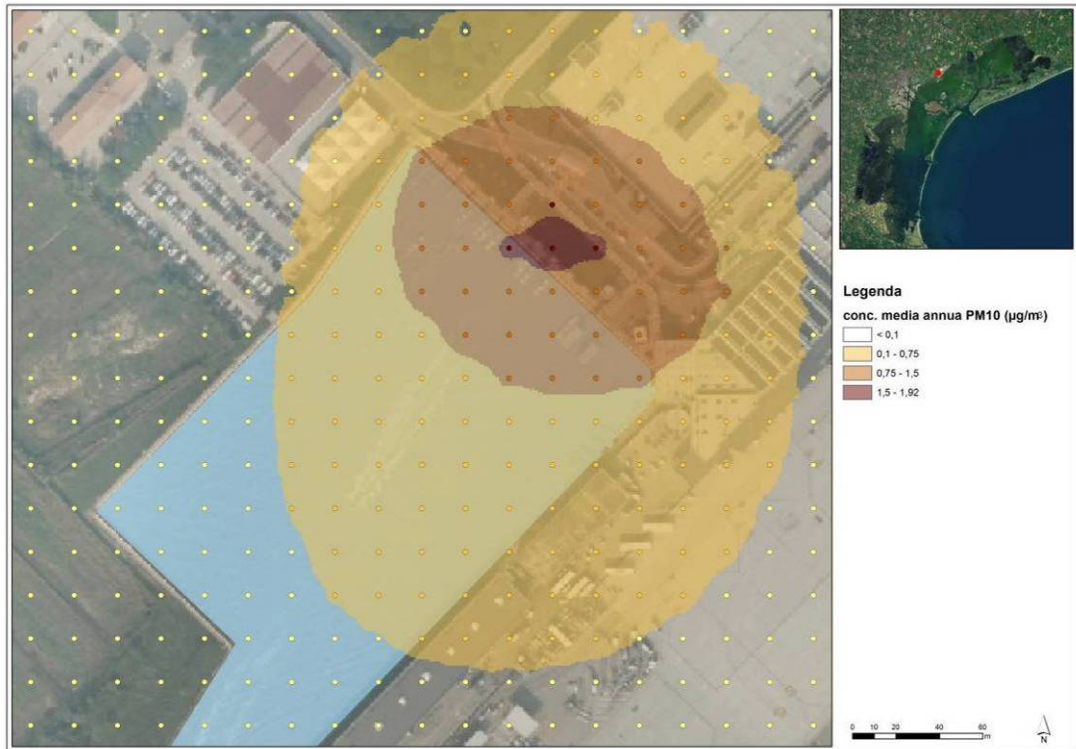 Legenda
conc. media annua PM10 (µg/m³)
< 0,1
0,1 - 0,75
0,75 - 1,5
1,5 - 1,92
0 10 20 40 60
m
N